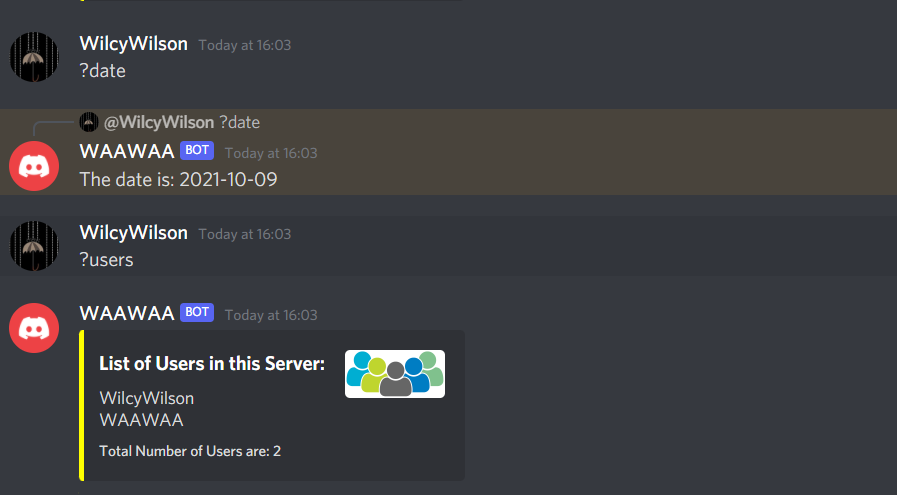 WilcyWilson Today at 16:03
?date
@WilcyWilson ?date
WAAWAA BOT Today at 16:03
The date is: 2021-10-09
WilcyWilson Today at 16:03
?users
WAAWAA BOT Today at 16:03
List of Users in this Server:
WilcyWilson
WAAWAA
Total Number of Users are: 2